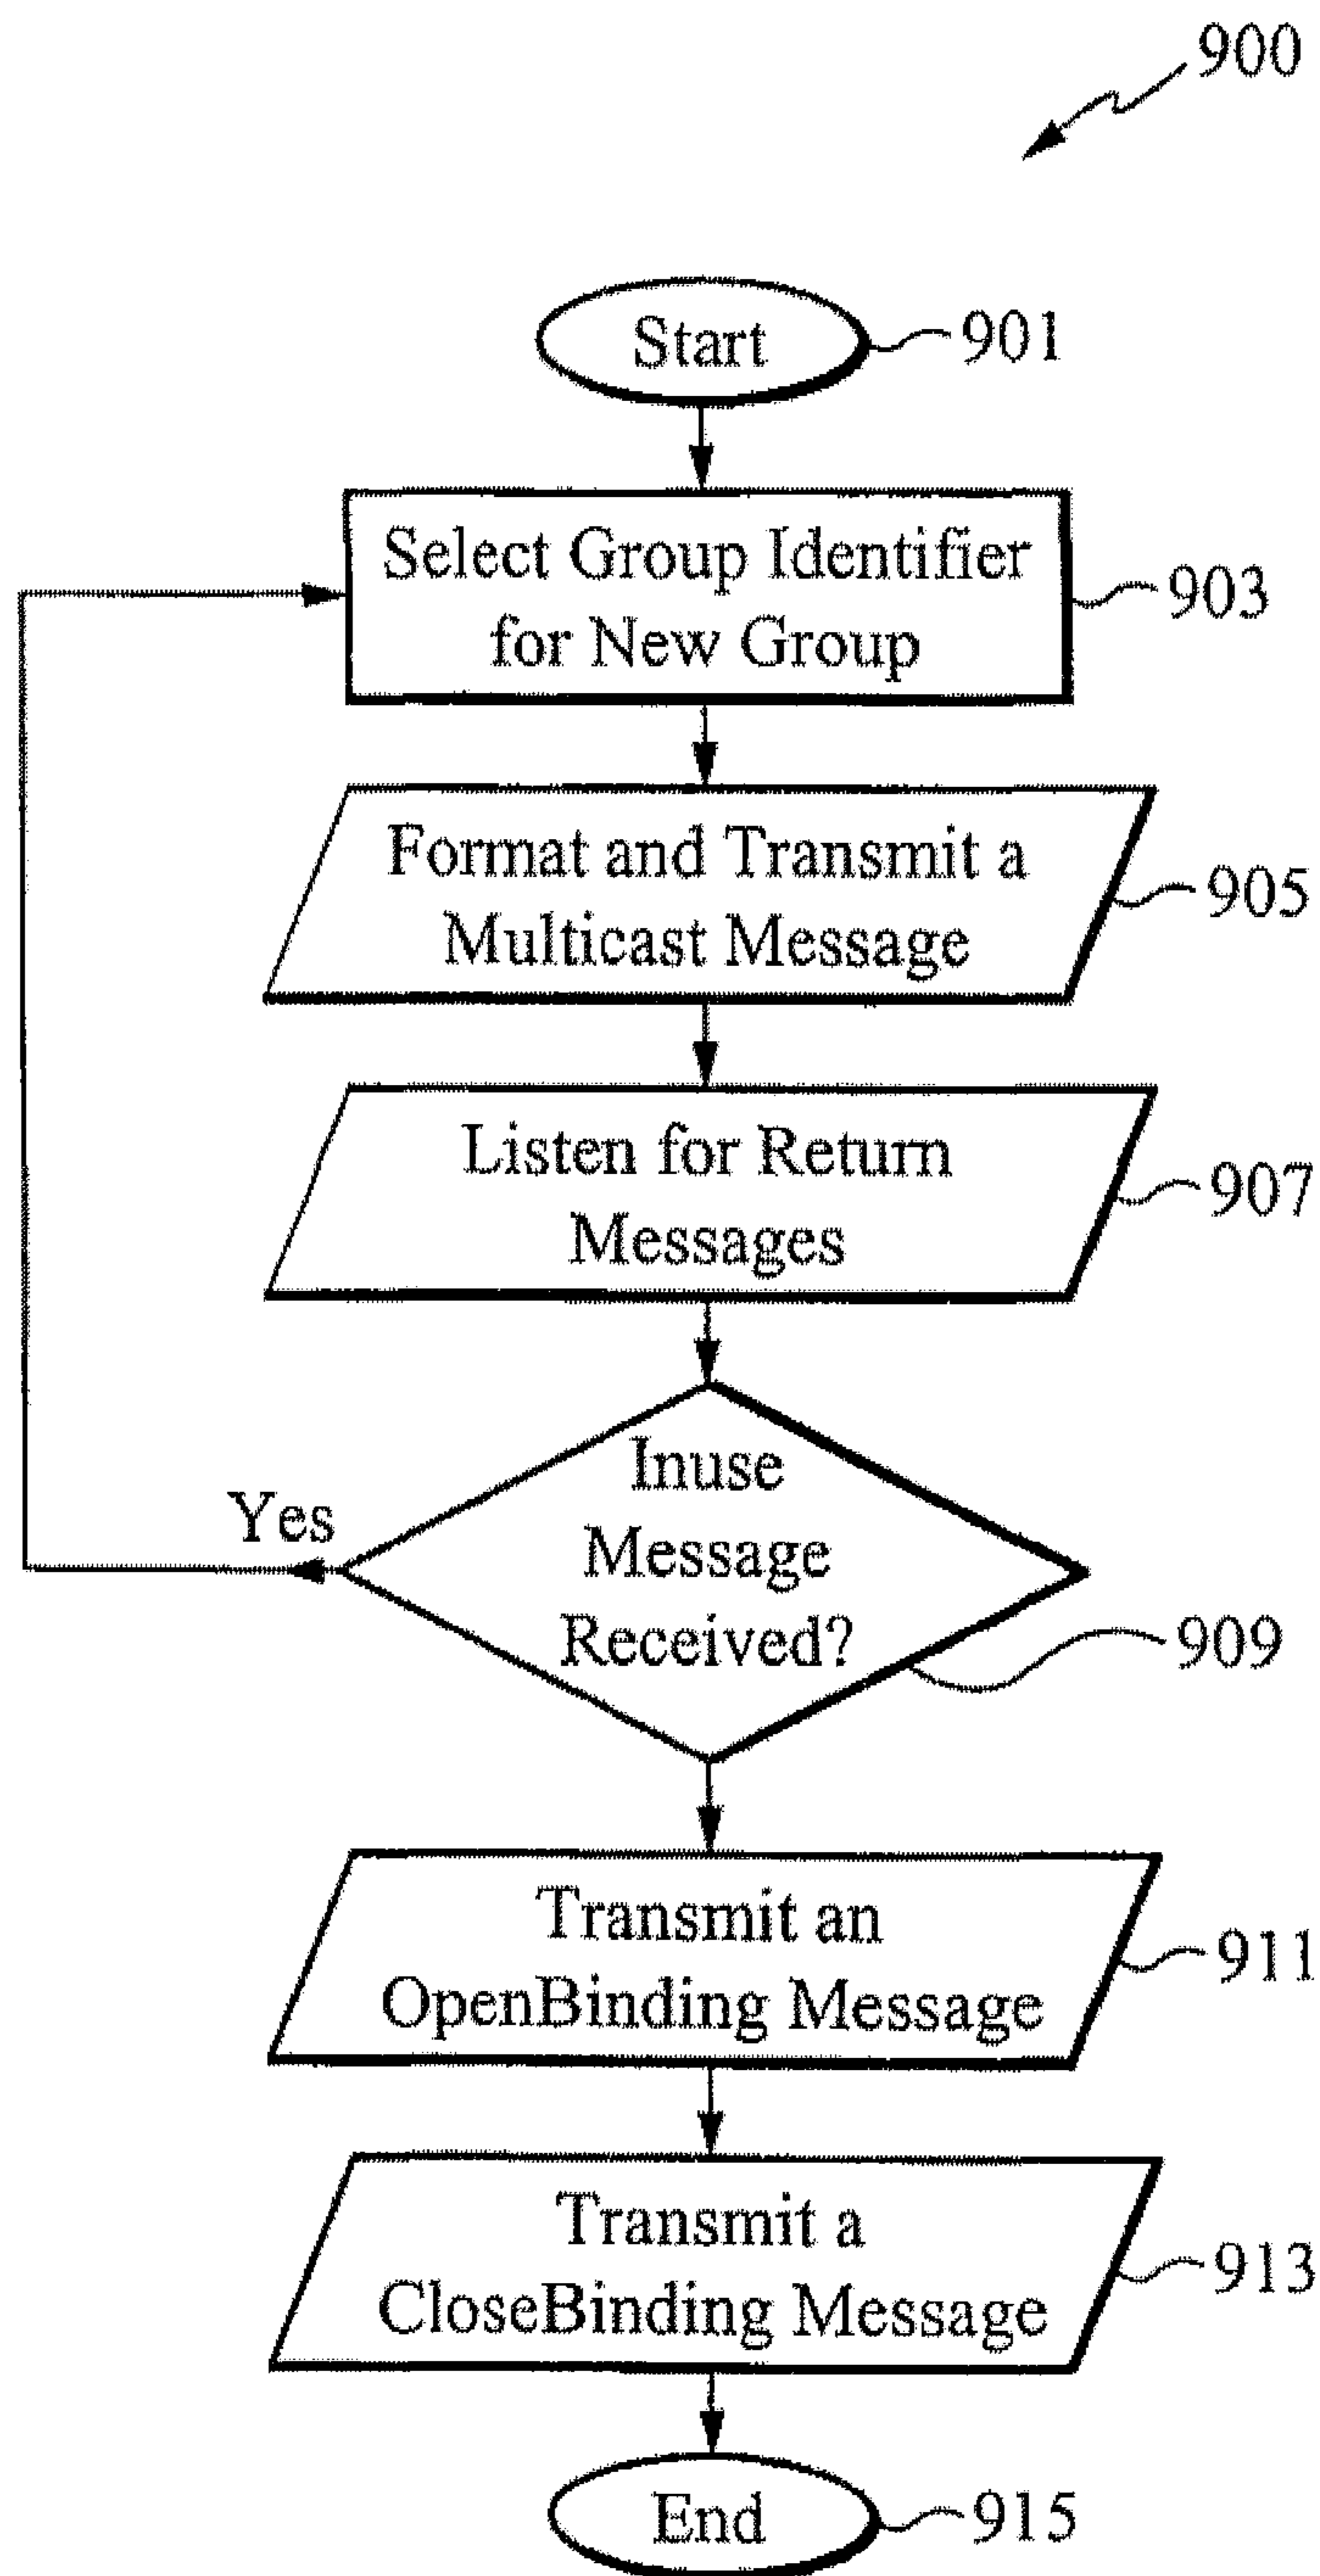 900
Start
901
Select Group Identifier
for New Group
903
Format and Transmit a
Multicast Message
905
Listen for Return
Messages
907
Inuse
Message
Received?
Yes
909
Transmit an
OpenBinding Message
911
Transmit a
CloseBinding Message
913
End
915